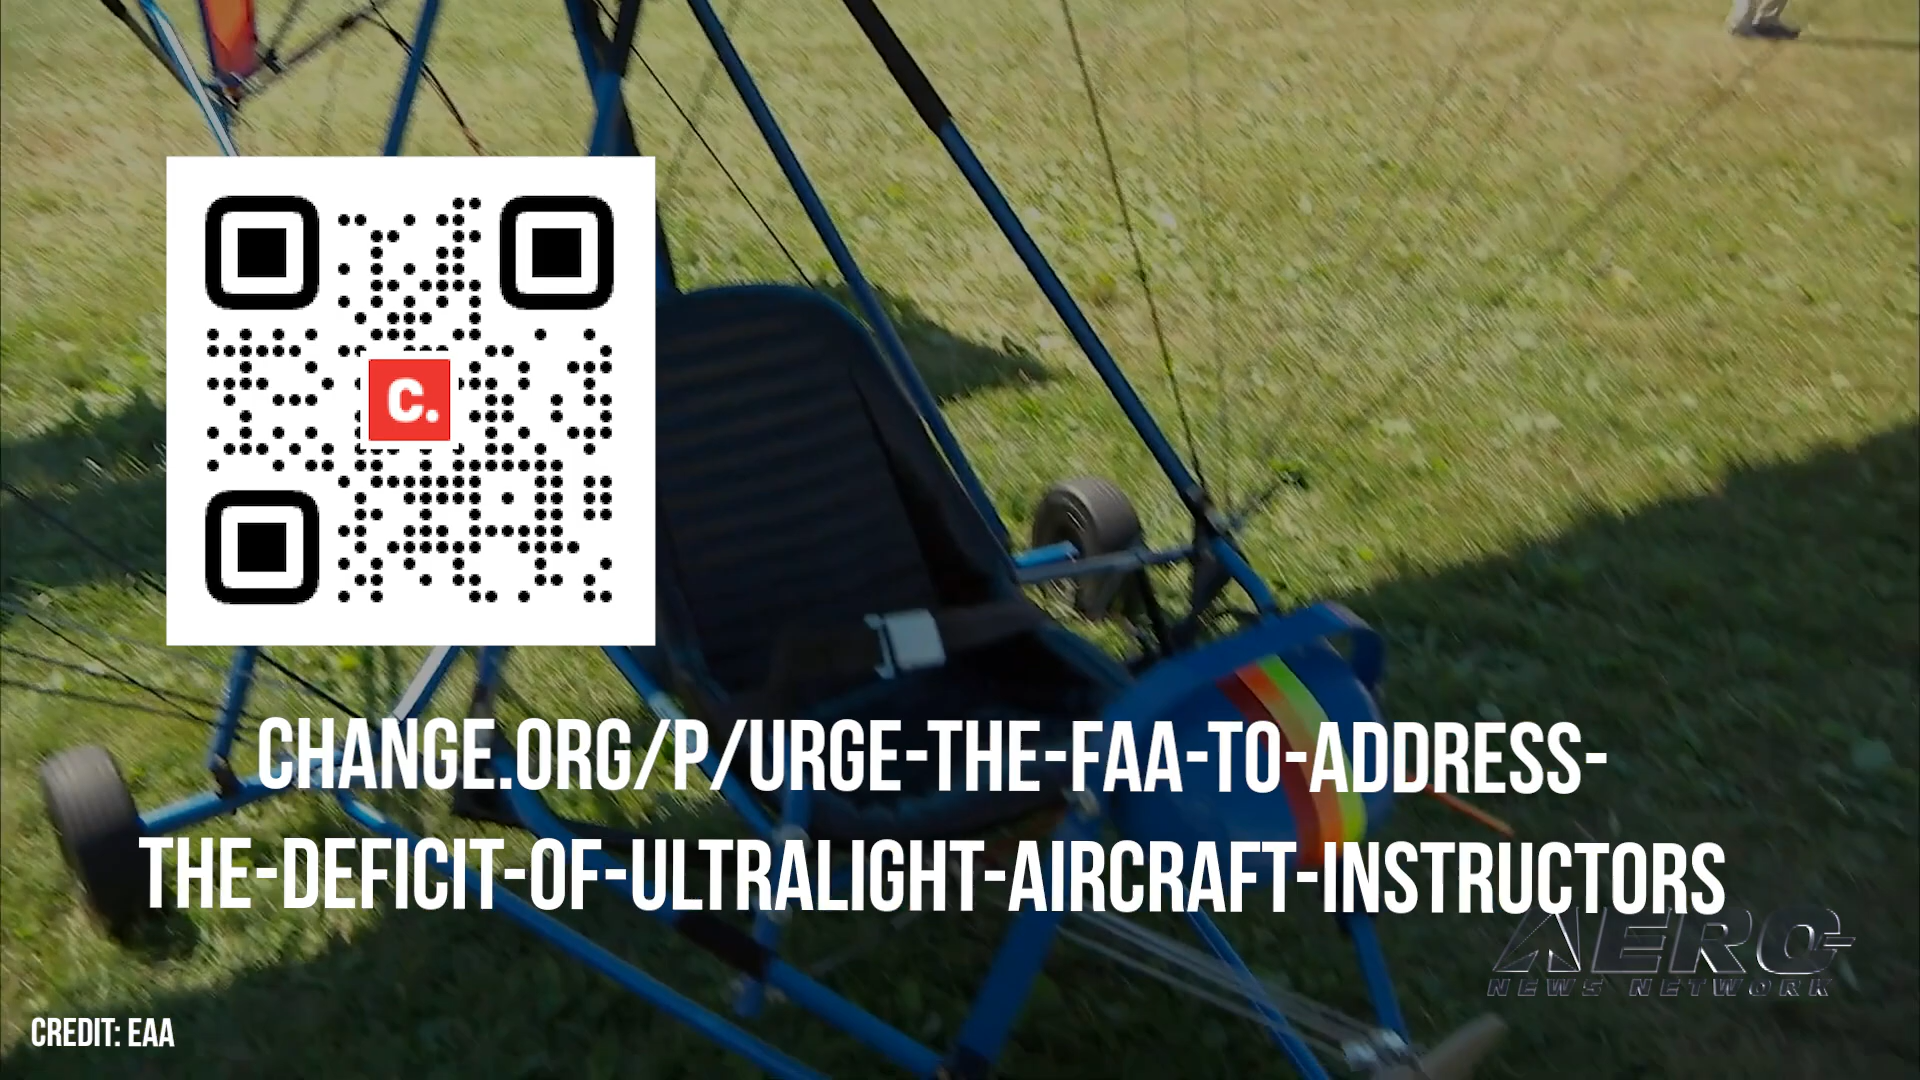 C.
CHANGE.ORG/P/URGE-THE-FAA-TO-ADDRESS-
THE-DEFICIT-OF-ULTRALIGHT-AIRCRAFT-INSTRUCTORS
AERO-
NEWS NETWORK
CREDIT: EAA